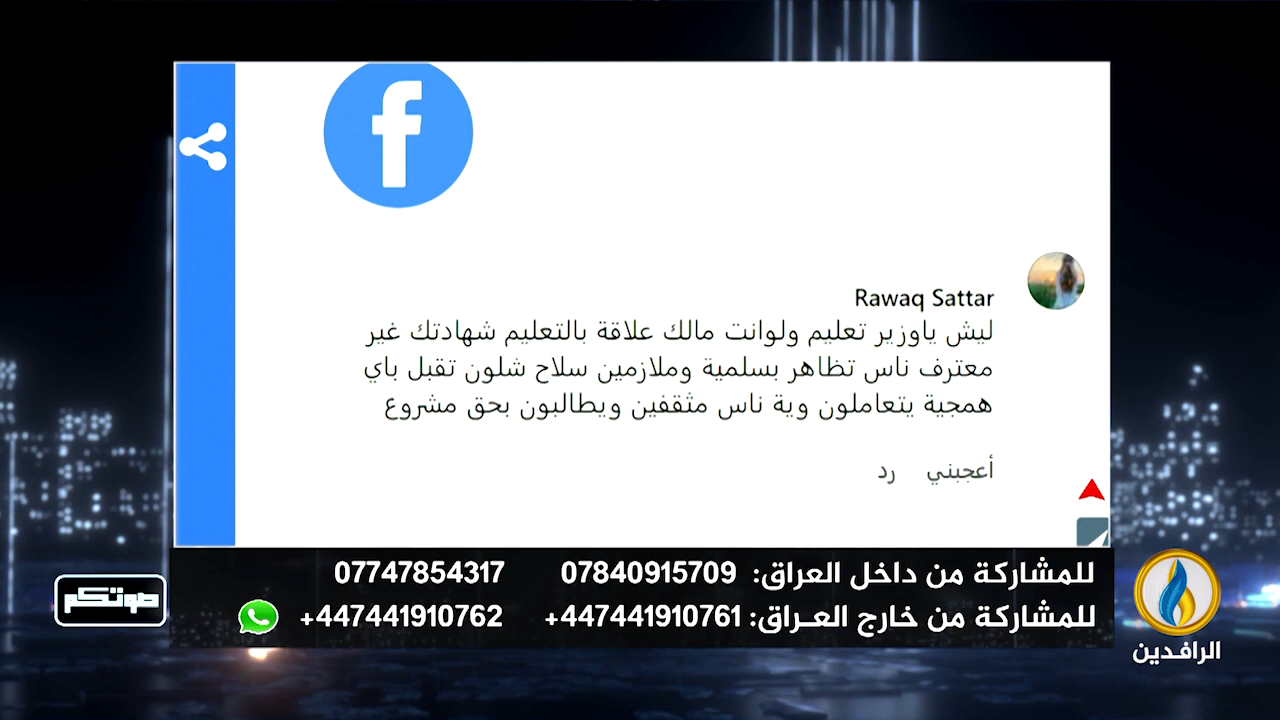 f
Rawaq Sattar
ليش ياوزير تعليم ولوانت مالك علاقة بالتعليم شهادتك غير
معترف ناس تظاهر بسلمية وملازمين سلاح شلون تقبل باي
همجية يتعاملون وية ناس مثقفين ويطالبون بحق مشروع
أعجبني رد
للمشاركة من داخل العراق: 07840915709 07747854317
للمشاركة من خارج العـراق: 447441910761+ 447441910762+
صوتكم
الرافدين